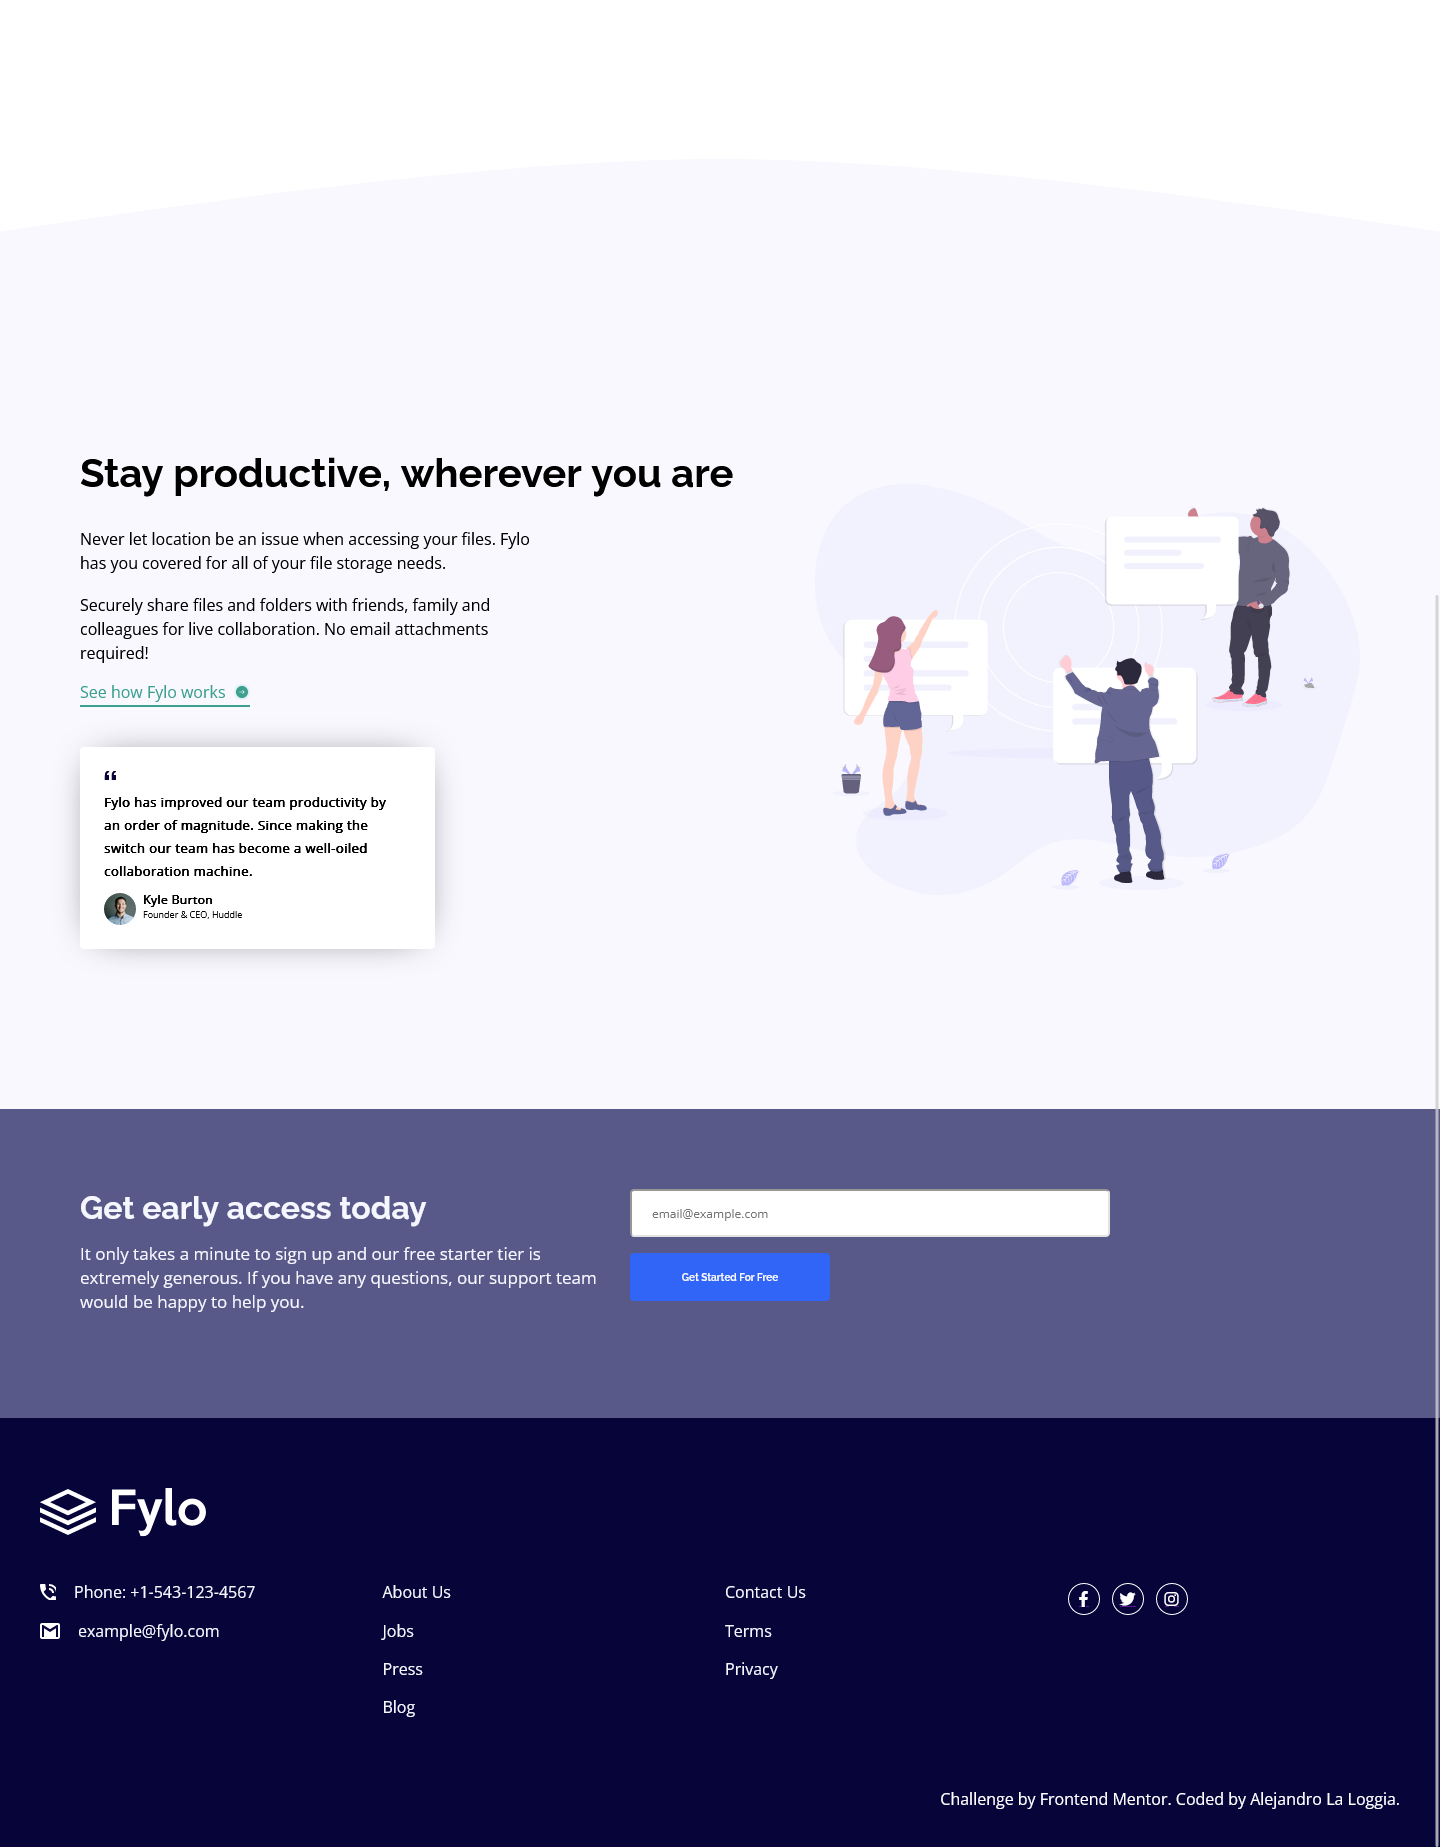 Stay productive, wherever you are
Never let location be an issue when accessing your files. Fylo
has you covered for all of your file storage needs.
Securely share files and folders with friends, family and
colleagues for live collaboration. No email attachments
required!
See how Fylo works
“
Fylo has improved our team productivity by
an order of magnitude. Since making the
switch our team has become a well-oiled
collaboration machine.
Kyle Burton
Founder & CEO, Huddle
Get early access today
It only takes a minute to sign up and our free starter tier is
extremely generous. If you have any questions, our support team
would be happy to help you.
email@example.com
Get Started For Free
Fylo
Phone: +1-543-123-4567
example@fylo.com
About Us
Jobs
Press
Blog
Contact Us
Terms
Privacy
Challenge by Frontend Mentor. Coded by Alejandro La Loggia.